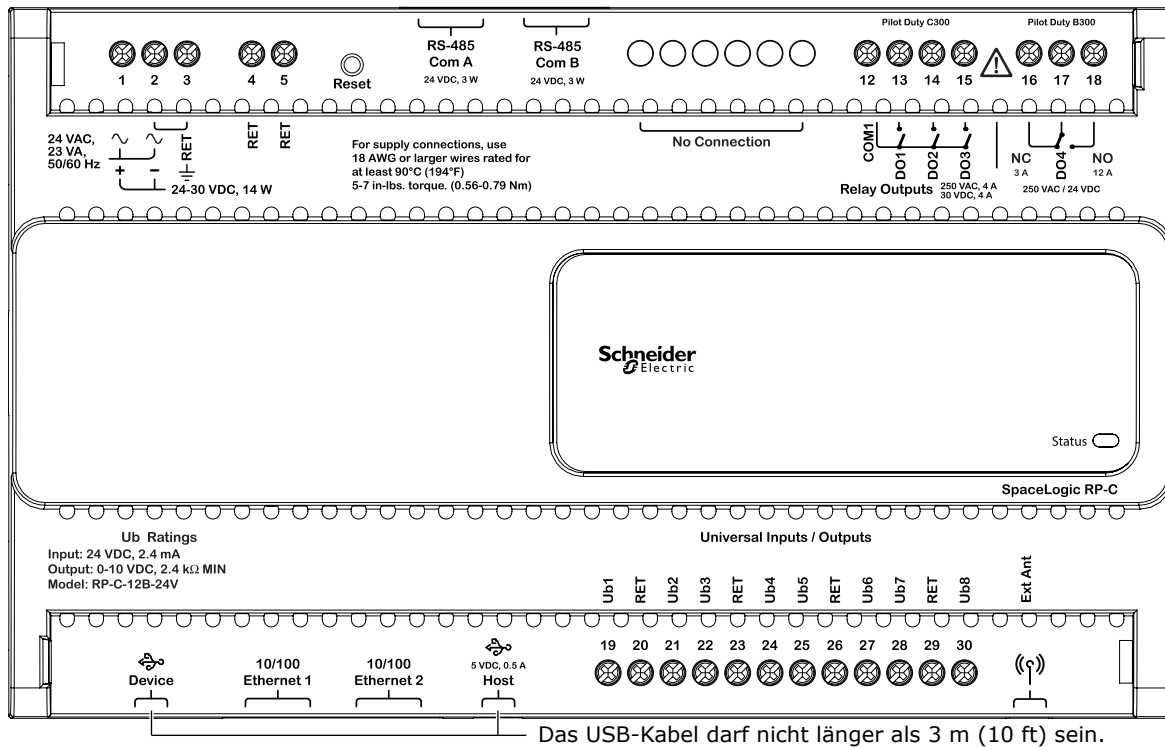 Pilot Duty C300
Pilot Duty B300
RS-485
Com A
24 VDC, 3 W
RS-485
Com B
24 VDC, 3 W
1 2 3 4 5
Reset
12 13 14 15 16 17 18
24 VAC,
23 VA,
50/60 Hz
+ -
RET
24-30 VDC, 14 W
RET
RET
For supply connections, use
18 AWG or larger wires rated for
at least 90°C (194°F)
5-7 in-lbs. torque. (0.56-0.79 Nm)
No Connection
COM1
DO1
DO2
DO3
Relay Outputs
250 VAC, 4 A
30 VDC, 4 A
NC
3 A
DO4
NO
12 A
250 VAC / 24 VDC
Schneider
Electric
Status
SpaceLogic RP-C
Ub Ratings
Input: 24 VDC, 2.4 mA
Output: 0-10 VDC, 2.4 kΩ MIN
Model: RP-C-12B-24V
Universal Inputs / Outputs
Ub1 RET Ub2 Ub3 RET Ub4 Ub5 RET Ub6 Ub7 RET Ub8
Ext Ant
19 20 21 22 23 24 25 26 27 28 29 30
Device
10/100
Ethernet 1
10/100
Ethernet 2
5 VDC, 0.5 A
Host
Das USB-Kabel darf nicht länger als 3 m (10 ft) sein.